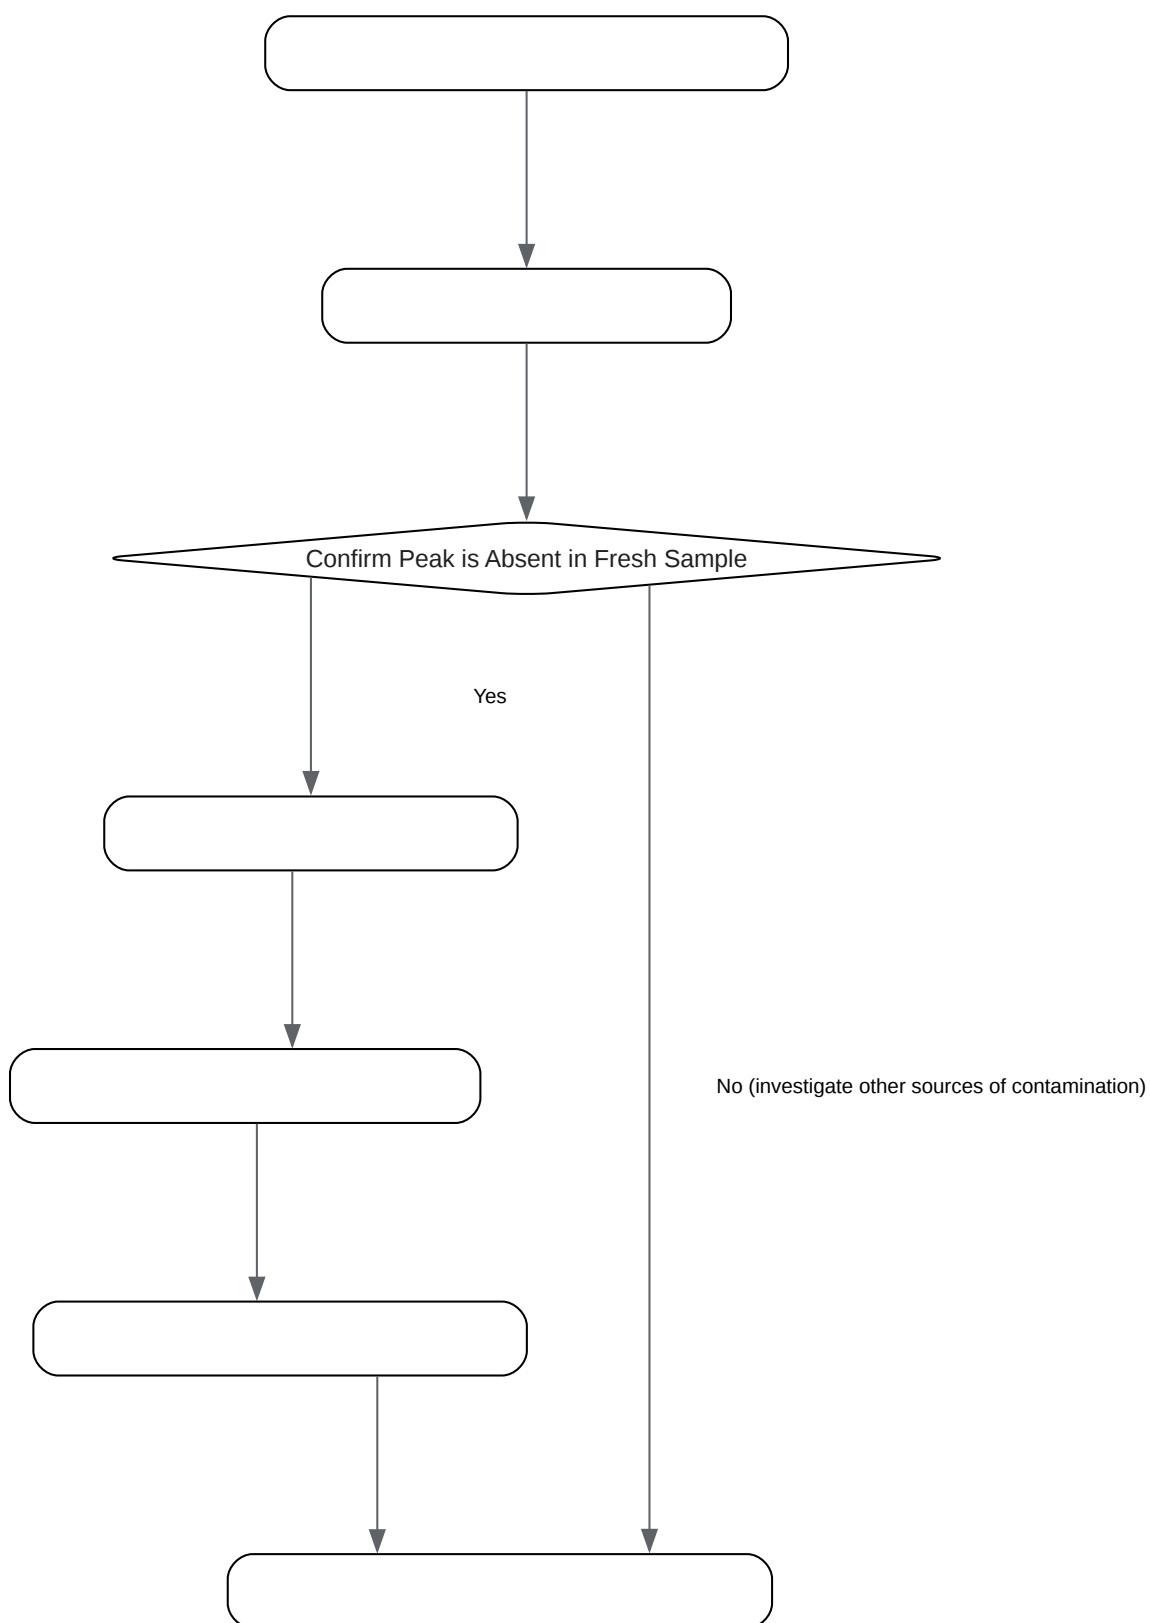 Confirm Peak is Absent in Fresh Sample
Yes
No (investigate other sources of contamination)